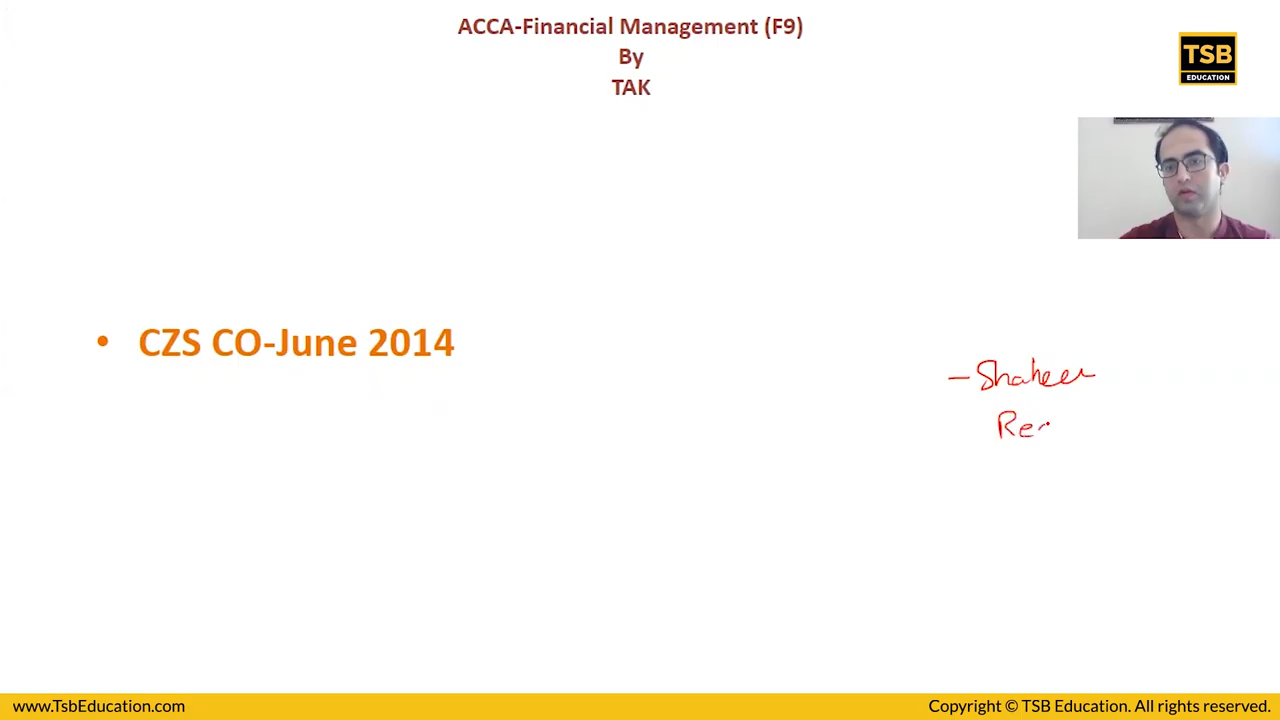 ACCA-Financial Management (F9)
By
TAK
TSB
EDUCATION
• CZS CO-June 2014
- Shaheer
Rer
www.TsbEducation.com
Copyright © TSB Education. All rights reserved.